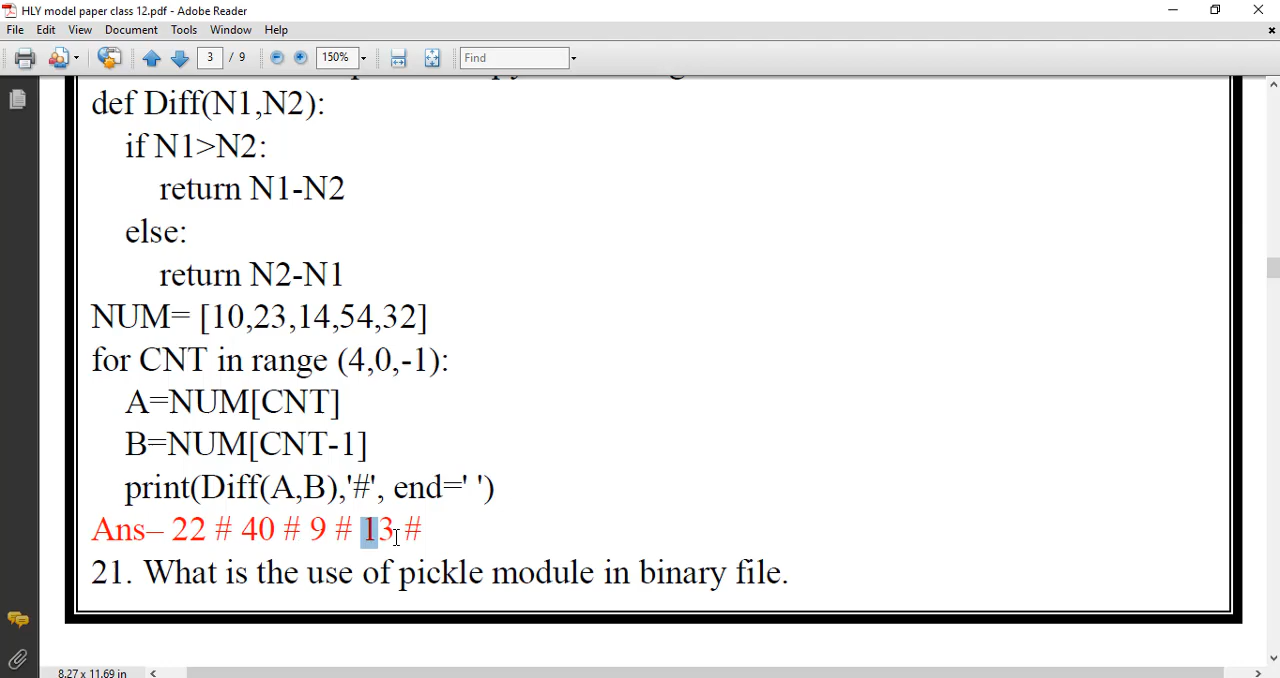 HLY model paper class 12.pdf - Adobe Reader
File Edit View Document Tools Window Help
3 / 9 150% Find
def Diff(N1,N2):
if N1>N2:
return N1-N2
else:
return N2-N1
NUM= [10,23,14,54,32]
for CNT in range (4,0,-1):
A=NUM[CNT]
B=NUM[CNT-1]
print(Diff(A,B),'#', end=' ')
Ans– 22 # 40 # 9 # 13 #
21. What is the use of pickle module in binary file.
8.27 x 11.69 in